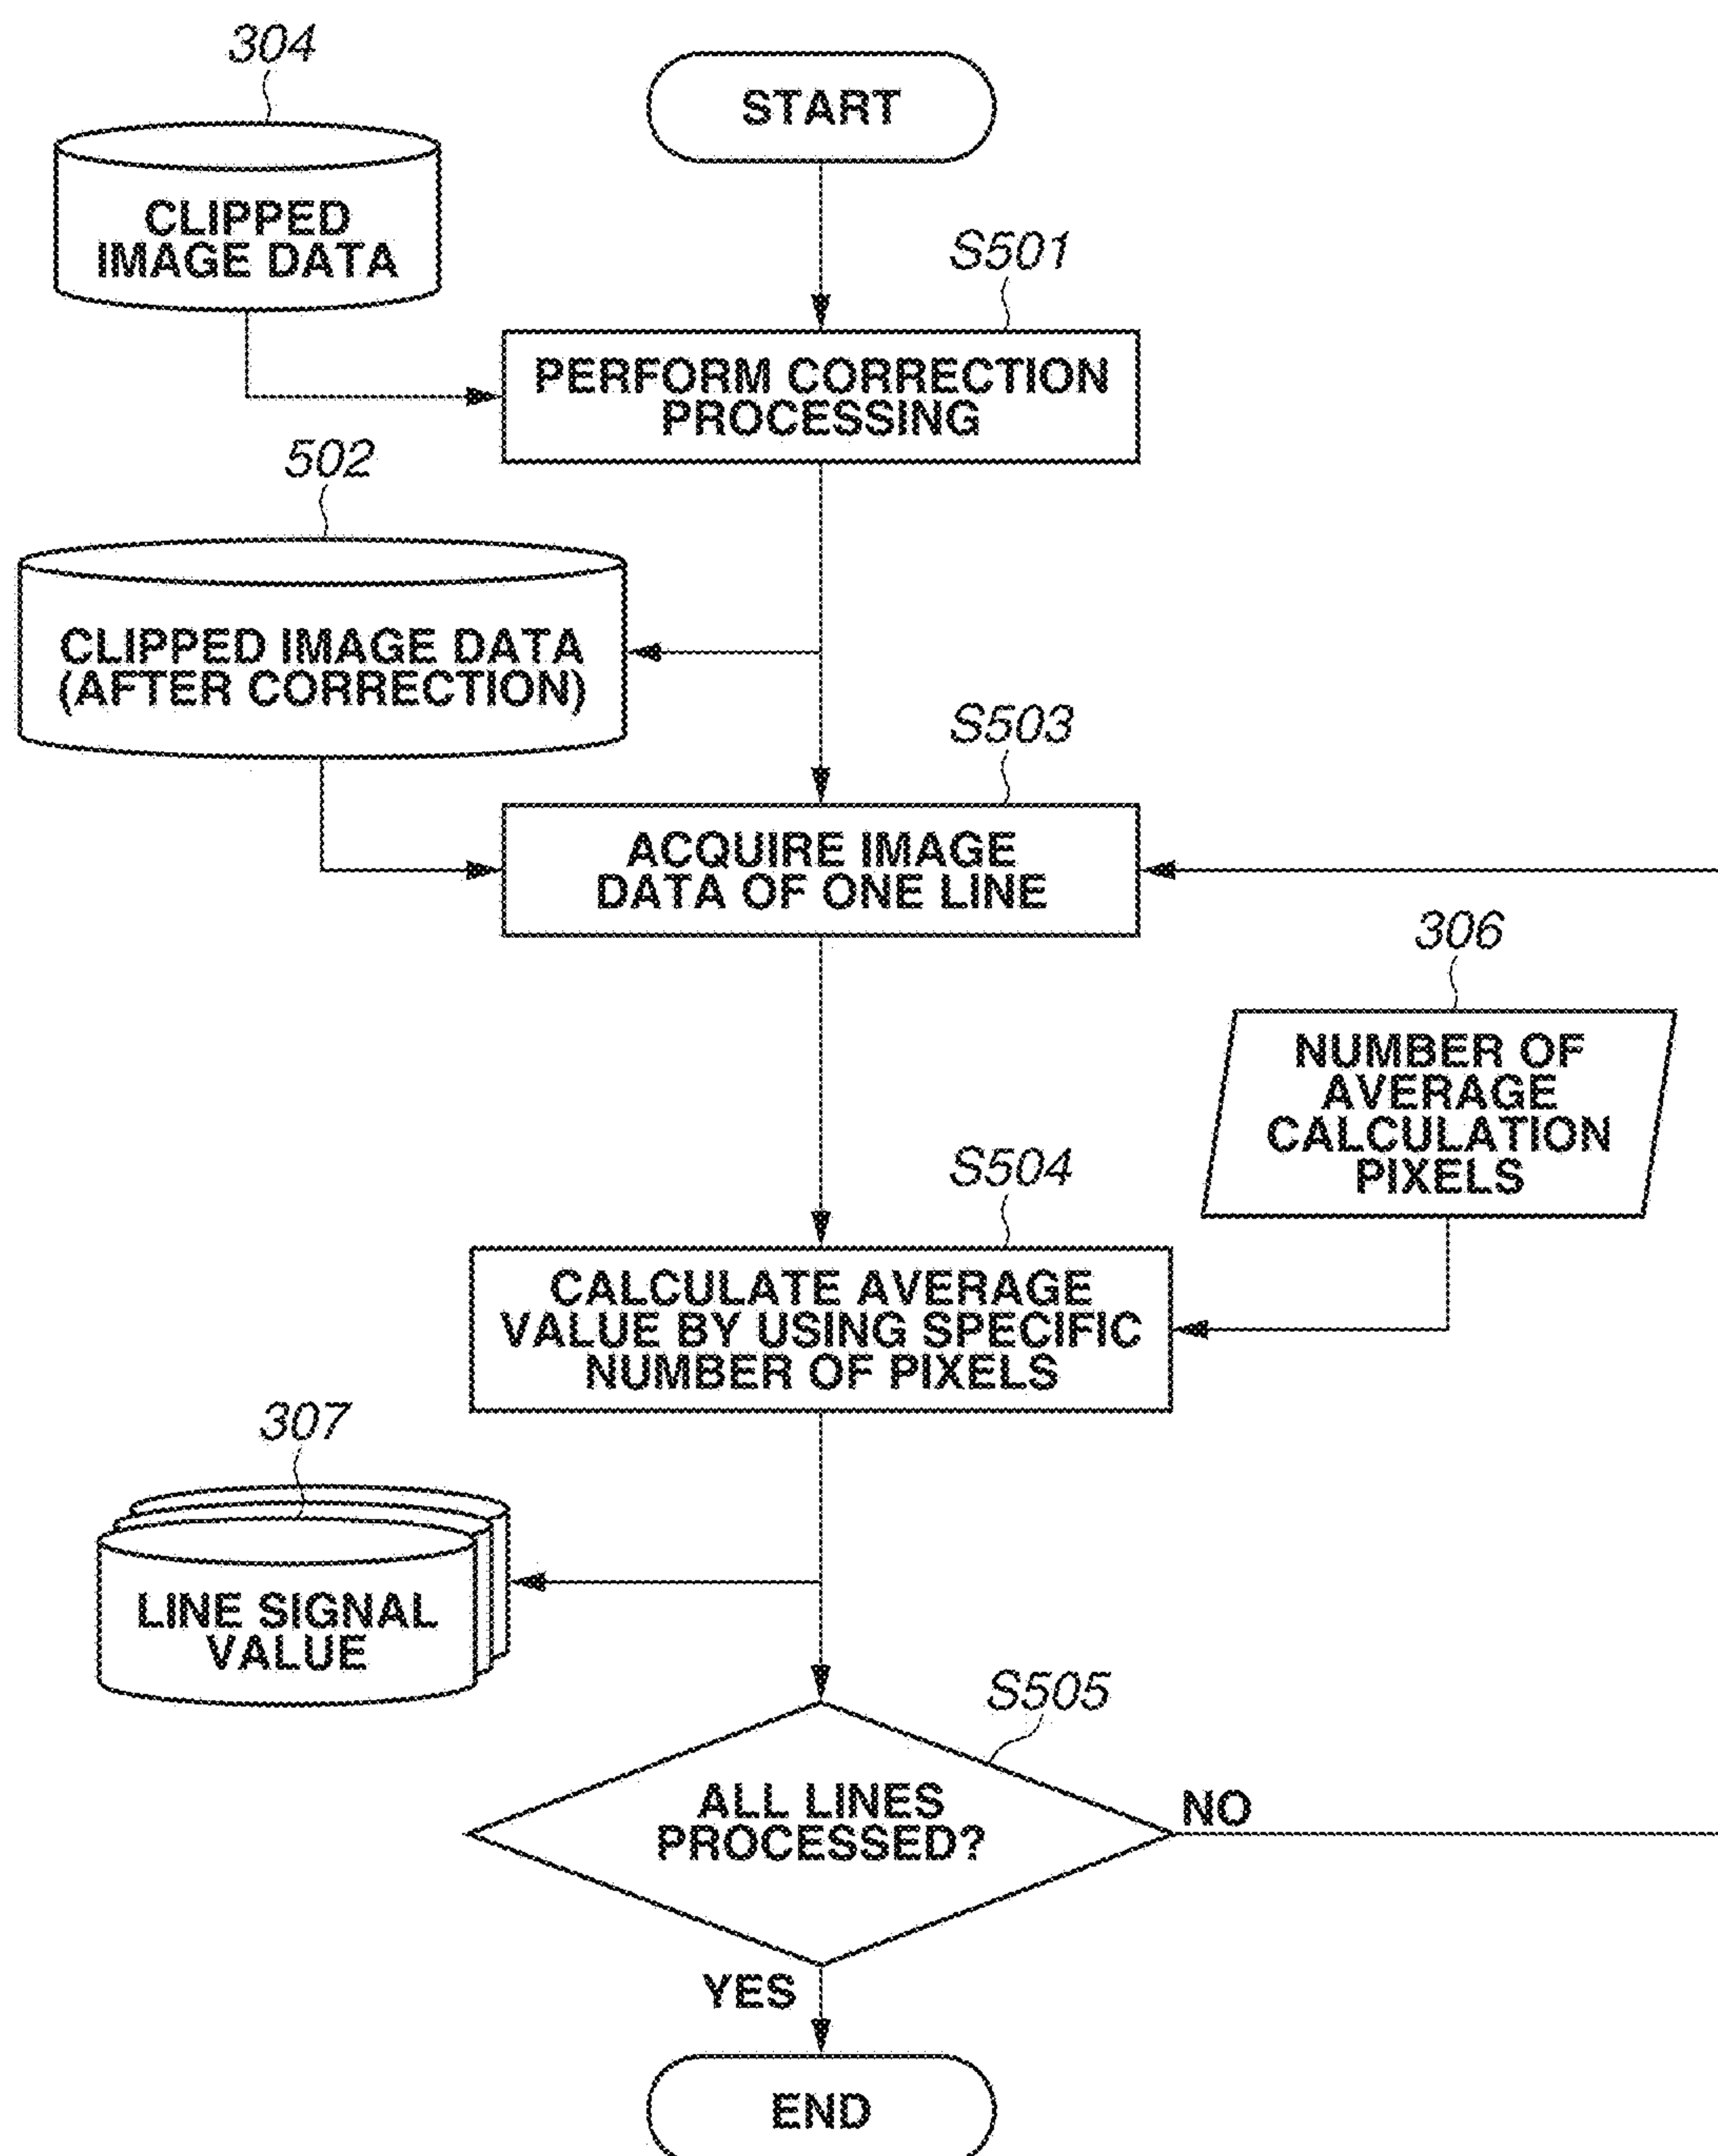 304
START
CLIPPED
IMAGE DATA
S501
PERFORM CORRECTION
PROCESSING
502
CLIPPED IMAGE DATA
(AFTER CORRECTION)
S503
ACQUIRE IMAGE
DATA OF ONE LINE
306
NUMBER OF
AVERAGE
CALCULATION
PIXELS
S504
CALCULATE AVERAGE
VALUE BY USING SPECIFIC
NUMBER OF PIXELS
307
LINE SIGNAL
VALUE
S505
ALL LINES
PROCESSED?
NO
YES
END